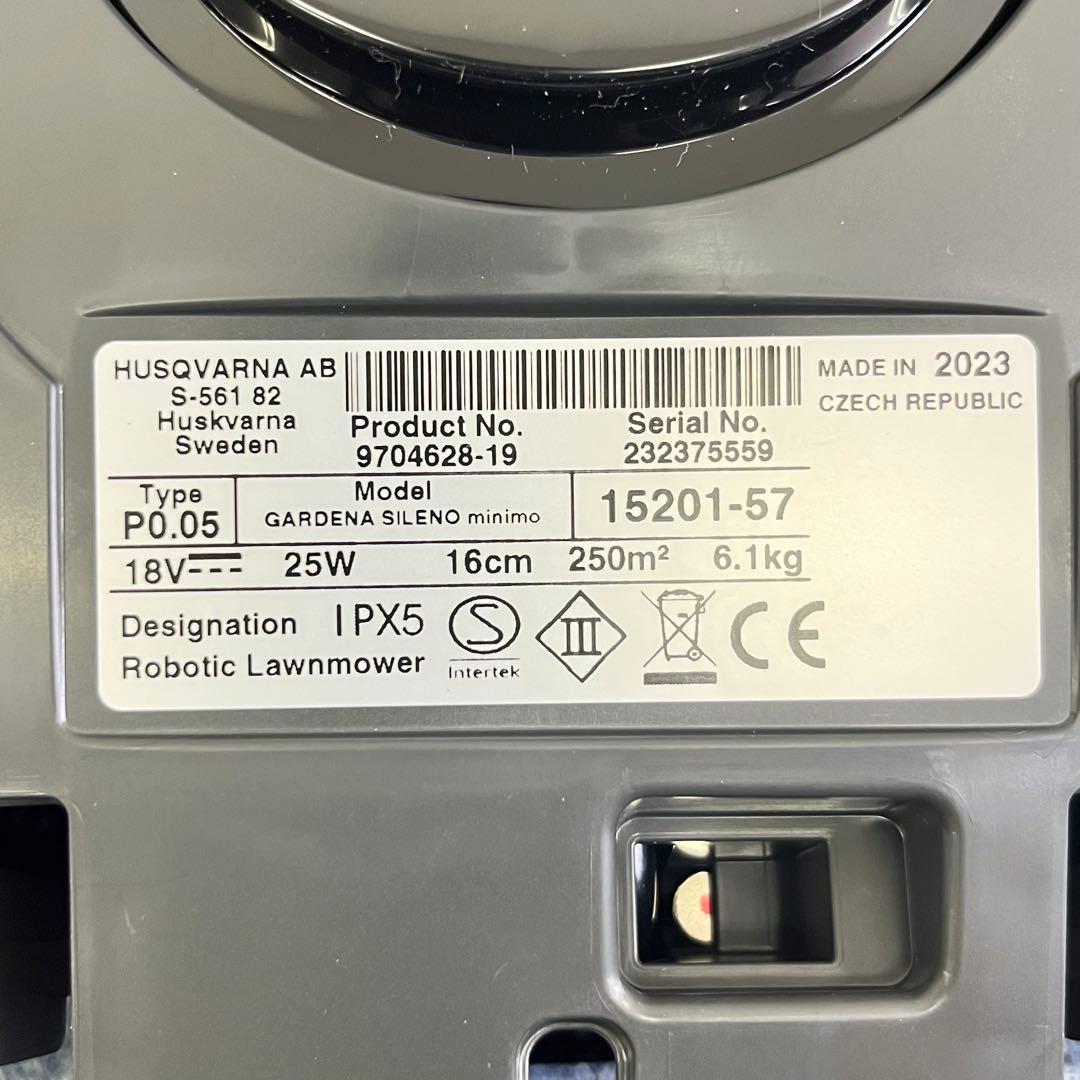 HUSQVARNA AB
S-561 82
Huskvarna
Sweden
Product No.
9704628-19
Serial No.
232375559
MADE IN 2023
CZECH REPUBLIC
Type
P0.05
Model
GARDENA SILENO minimo
15201-57
18V 25W 16cm 250m² 6.1kg
Designation IPX5
Robotic Lawnmower
S
Intertek
III
CE